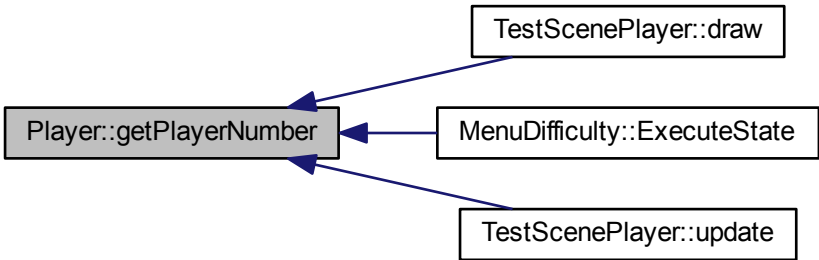 TestScenePlayer::draw
Player::getPlayerNumber
MenuDifficulty::ExecuteState
TestScenePlayer::update